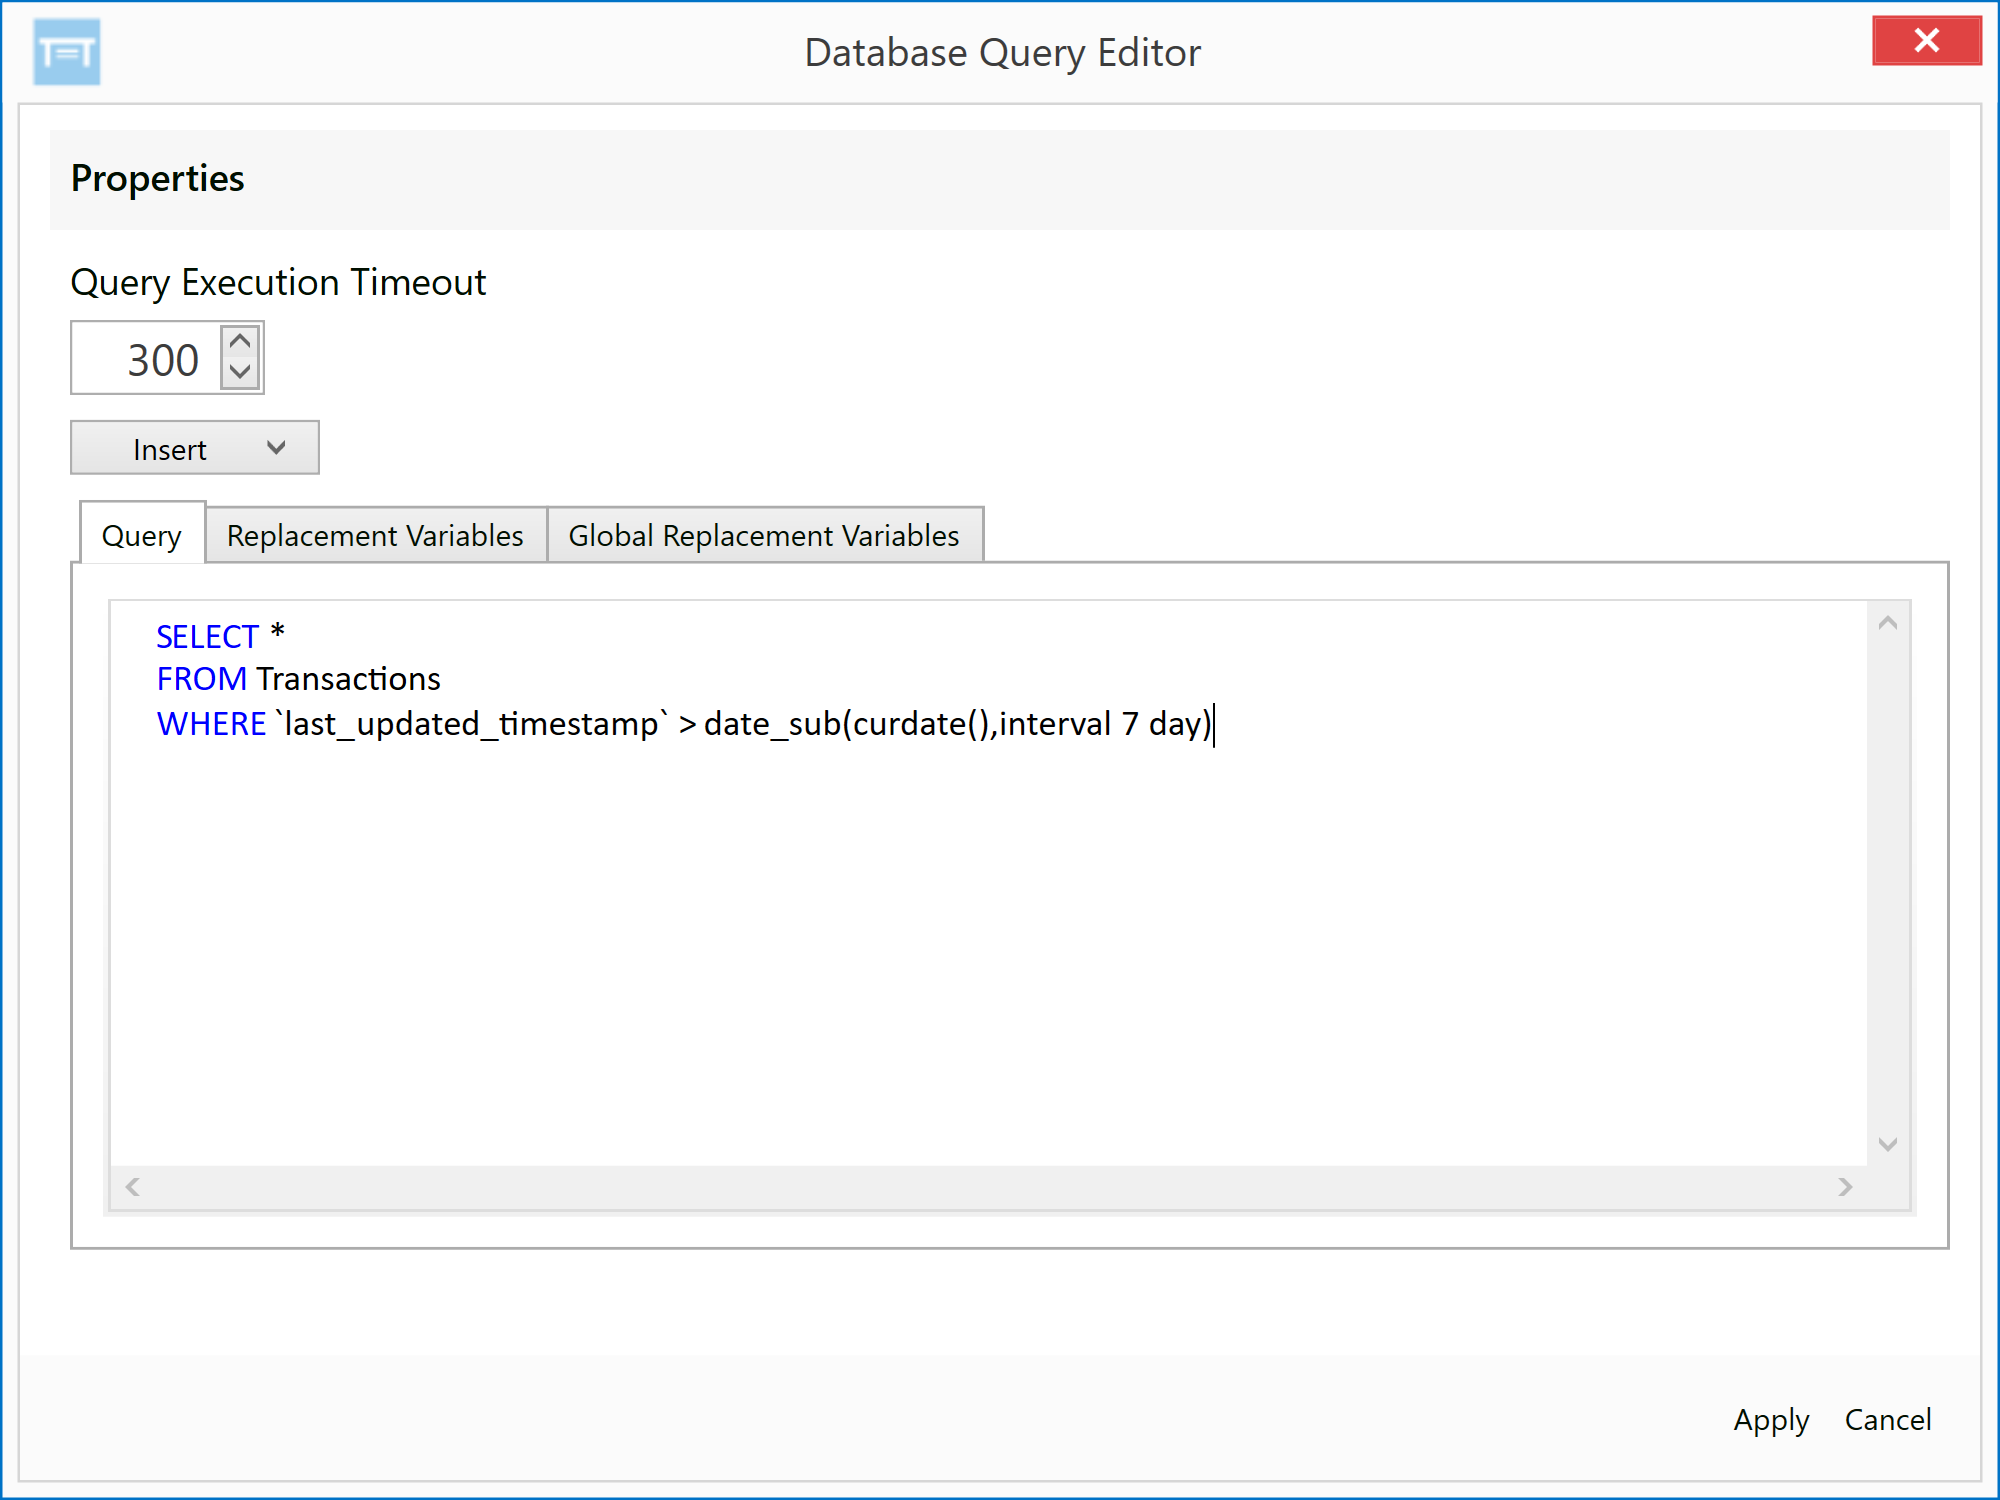 Database Query Editor
Properties
Query Execution Timeout
300
Insert
Query Replacement Variables Global Replacement Variables
SELECT *
FROM Transactions
WHERE `last_updated_timestamp` > date_sub(curdate(),interval 7 day)
Apply Cancel